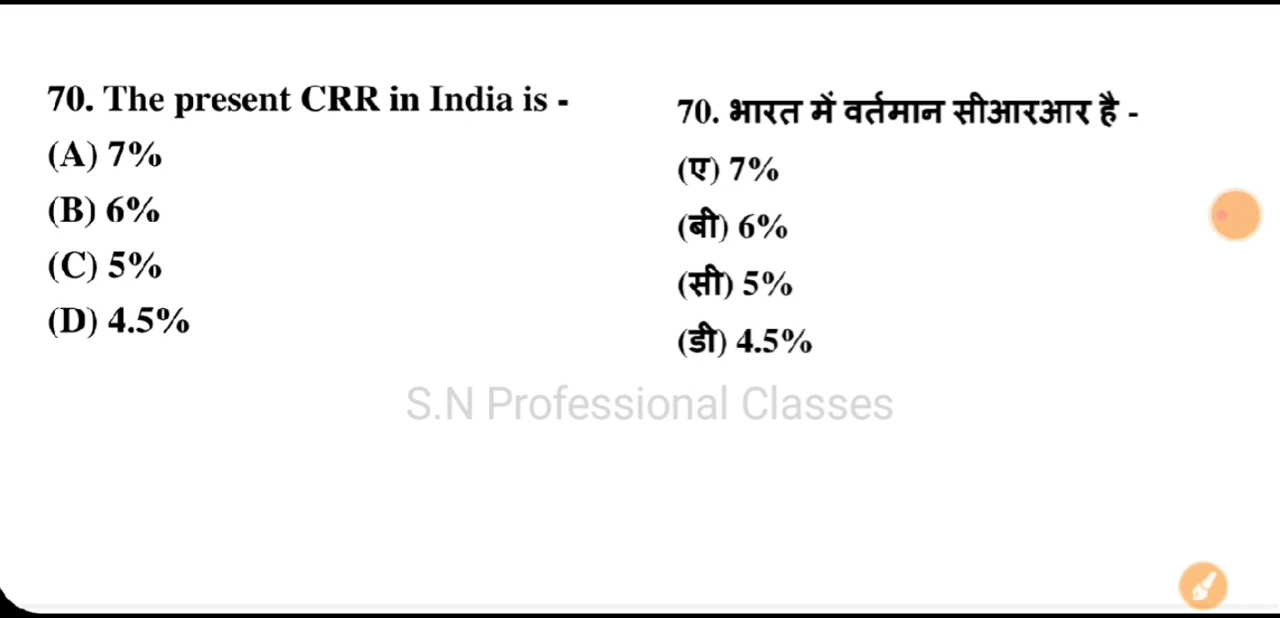 70. The present CRR in India is -
(A) 7%
(B) 6%
(C) 5%
(D) 4.5%
70. भारत में वर्तमान सीआरआर है -
(ए) 7%
(बी) 6%
(सी) 5%
(डी) 4.5%
S.N Professional Classes